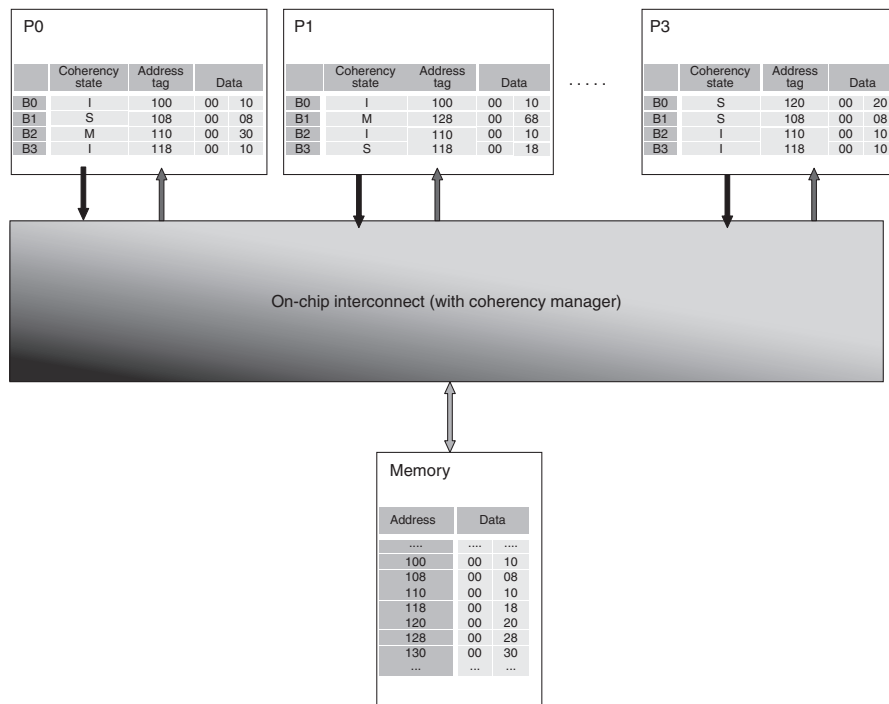 P0
Coherency state Address tag Data
B0 I 100 00 10
B1 S 108 00 08
B2 M 110 00 30
B3 I 118 00 10
P1
Coherency state Address tag Data
B0 I 100 00 10
B1 M 128 00 68
B2 I 110 00 10
B3 S 118 00 18
.....
P3
Coherency state Address tag Data
B0 S 120 00 20
B1 S 108 00 08
B2 I 110 00 10
B3 I 118 00 10
On-chip interconnect (with coherency manager)
Memory
Address Data
.... .... ....
100 00 10
108 00 08
110 00 10
118 00 18
120 00 20
128 00 28
130 00 30
... ... ...